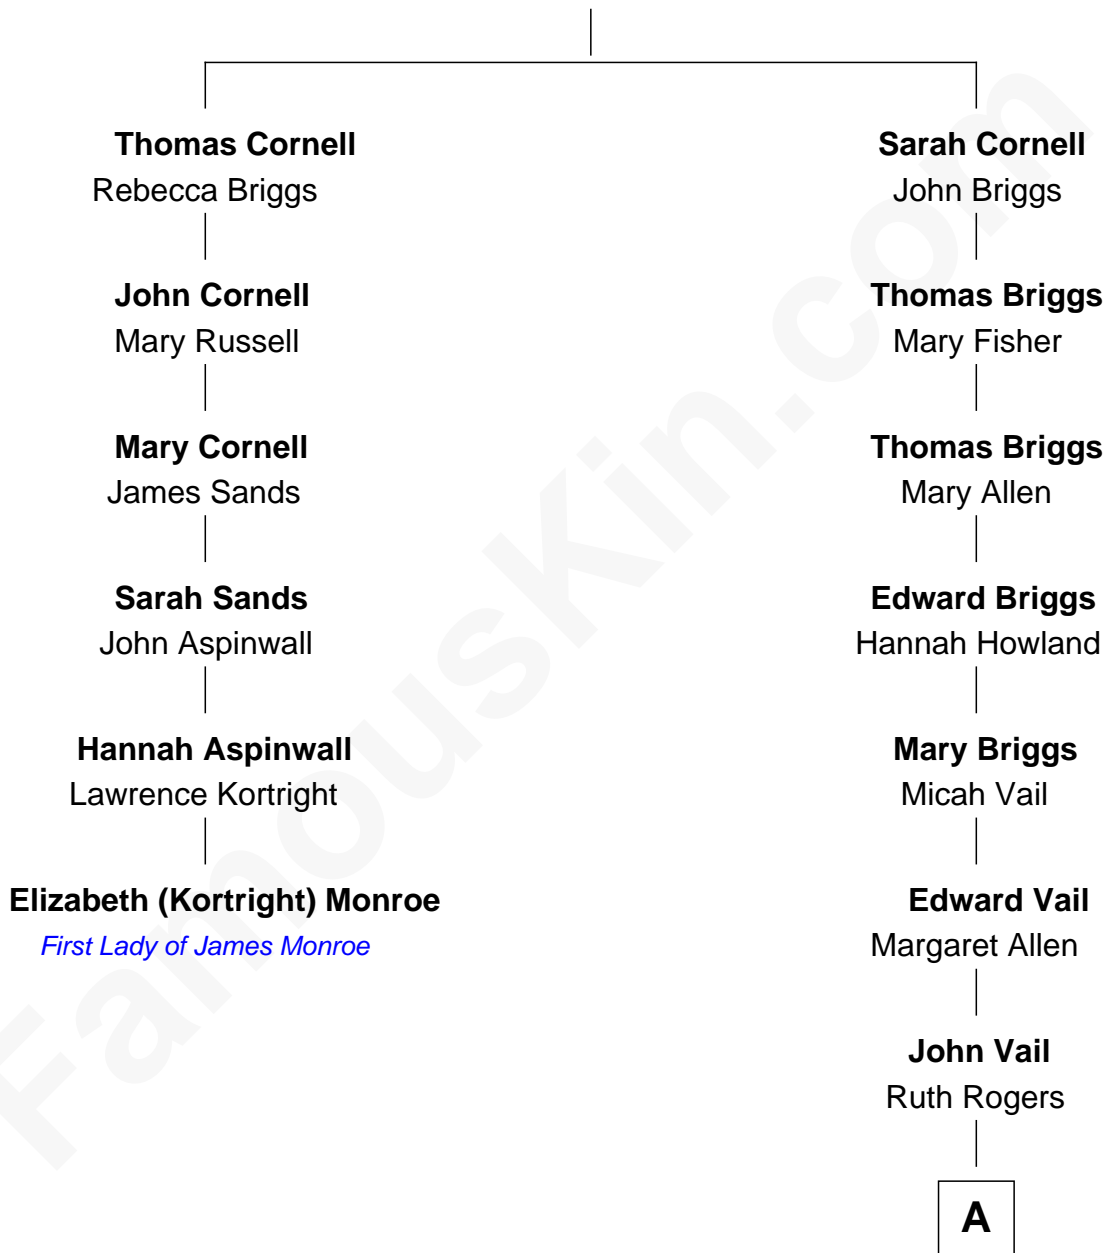 Thomas Cornell
Rebecca Briggs
John Cornell
Mary Russell
Mary Cornell
James Sands
Sarah Sands
John Aspinwall
Hannah Aspinwall
Lawrence Kortright
Elizabeth (Kortright) Monroe
First Lady of James Monroe
Sarah Cornell
John Briggs
Thomas Briggs
Mary Fisher
Thomas Briggs
Mary Allen
Edward Briggs
Hannah Howland
Mary Briggs
Micah Vail
Edward Vail
Margaret Allen
John Vail
Ruth Rogers
A
FamousKin.com